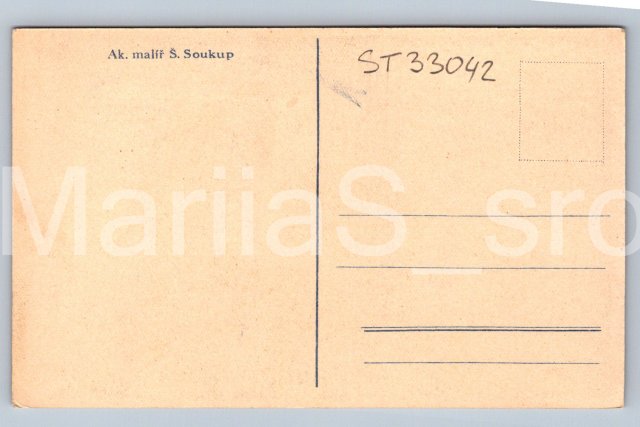 Ak. malíř Š. Soukup
ST33042
MariiaS_sro